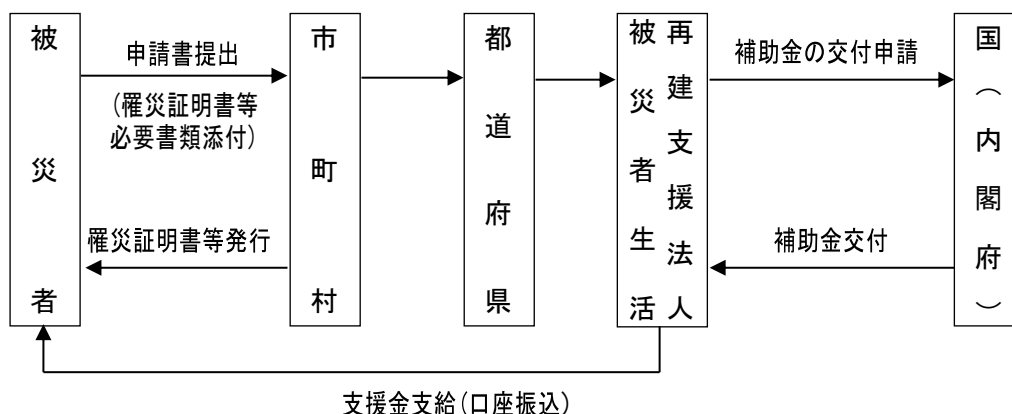 被災者
申請書提出
(罹災証明書等
必要書類添付)
罹災証明書等発行
市町村
都道府県
被災者生活
再建支援法人
補助金の交付申請
補助金交付
国(内閣府)
支援金支給(口座振込)